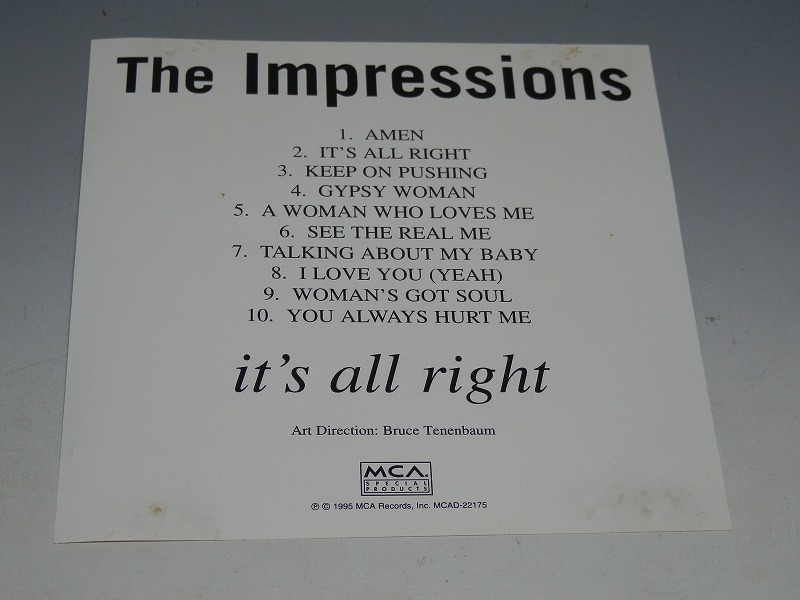 The Impressions
1. AMEN
2. IT'S ALL RIGHT
3. KEEP ON PUSHING
4. GYPSY WOMAN
5. A WOMAN WHO LOVES ME
6. SEE THE REAL ME
7. TALKING ABOUT MY BABY
8. I LOVE YOU (YEAH)
9. WOMAN'S GOT SOUL
10. YOU ALWAYS HURT ME
it's all right
Art Direction: Bruce Tenenbaum
MCA.
SPECIAL
PRODUCTS
℗ © 1995 MCA Records, Inc. MCAD-22175